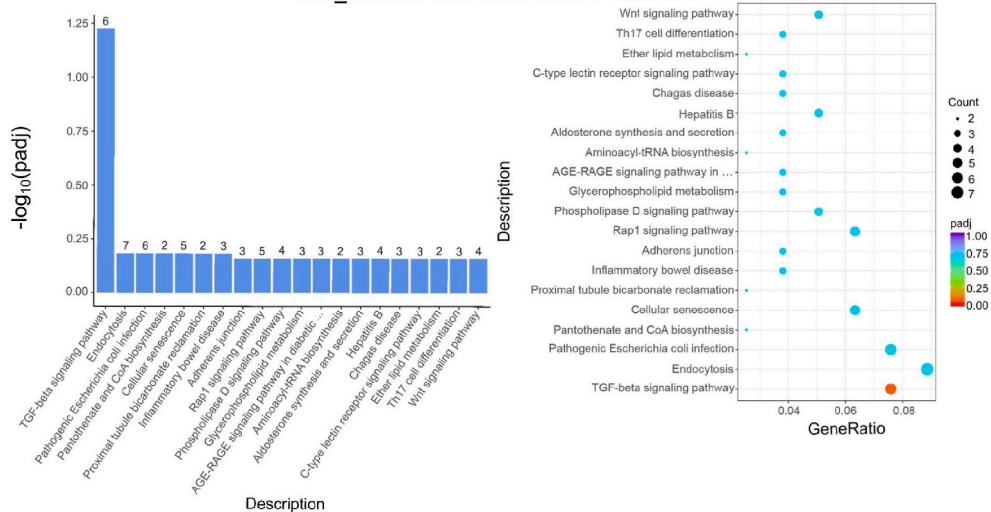 -log10(padj)
1.25
1.00
0.75
0.50
0.25
0.00
6
7
6
2
5
2
3
3
5
4
4
3
2
3
4
3
3
2
3
4
TGF-beta signaling pathway
Endocytosis
Pathogenic Escherichia coli infection
Pantothenate and CoA biosynthesis
Cellular senescence
Proximal tubule bicarbonate reclamation
Inflammatory bowel disease
Adherens junction
Rap1 signaling pathway
Phospholipase D signaling pathway
Glycerophospholipid metabolism
AGE-RAGE signaling pathway in diabetic ...
Aminoacyl-tRNA biosynthesis
Aldosterone synthesis and secretion
Hepatitis B
Chagas disease
C-type lectin receptor signaling pathway
Ether lipid metabolism
Th17 cell differentiation
Wnt signaling pathway
Description
Description
Wnt signaling pathway
Th17 cell differentiation
Ether lipid metabolism
C-type lectin receptor signaling pathway
Chagas disease
Hepatitis B
Aldosterone synthesis and secretion
Aminoacyl-tRNA biosynthesis
AGE-RAGE signaling pathway in ...
Glycerophospholipid metabolism
Phospholipase D signaling pathway
Rap1 signaling pathway
Adherens junction
Inflammatory bowel disease
Proximal tubule bicarbonate reclamation
Cellular senescence
Pantothenate and CoA biosynthesis
Pathogenic Escherichia coli infection
Endocytosis
TGF-beta signaling pathway
0.04
0.06
0.08
GeneRatio
Count
2
3
4
5
6
7
padj
1.00
0.75
0.50
0.25
0.00